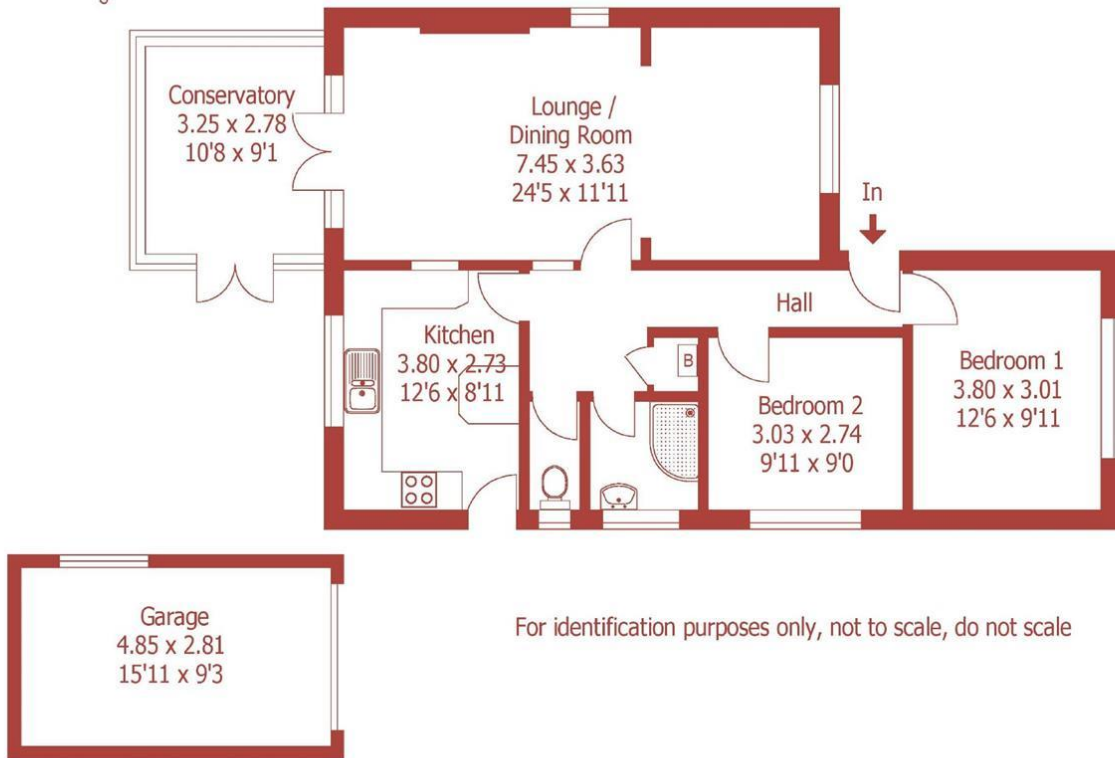 Conservatory
3.25 x 2.78
10'8 x 9'1
Lounge /
Dining Room
7.45 x 3.63
24'5 x 11'11
In
Hall
Kitchen
3.80 x 2.73
12'6 x 8'11
B
Bedroom 2
3.03 x 2.74
9'11 x 9'0
Bedroom 1
3.80 x 3.01
12'6 x 9'11
Garage
4.85 x 2.81
15'11 x 9'3
For identification purposes only, not to scale, do not scale